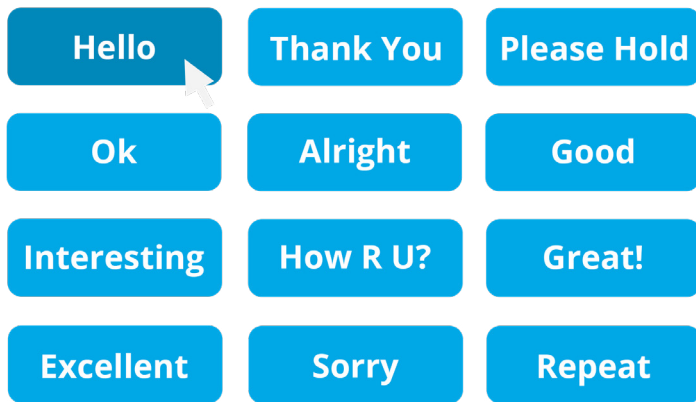 Hello
Thank You
Please Hold
Ok
Alright
Good
Interesting
How R U?
Great!
Excellent
Sorry
Repeat